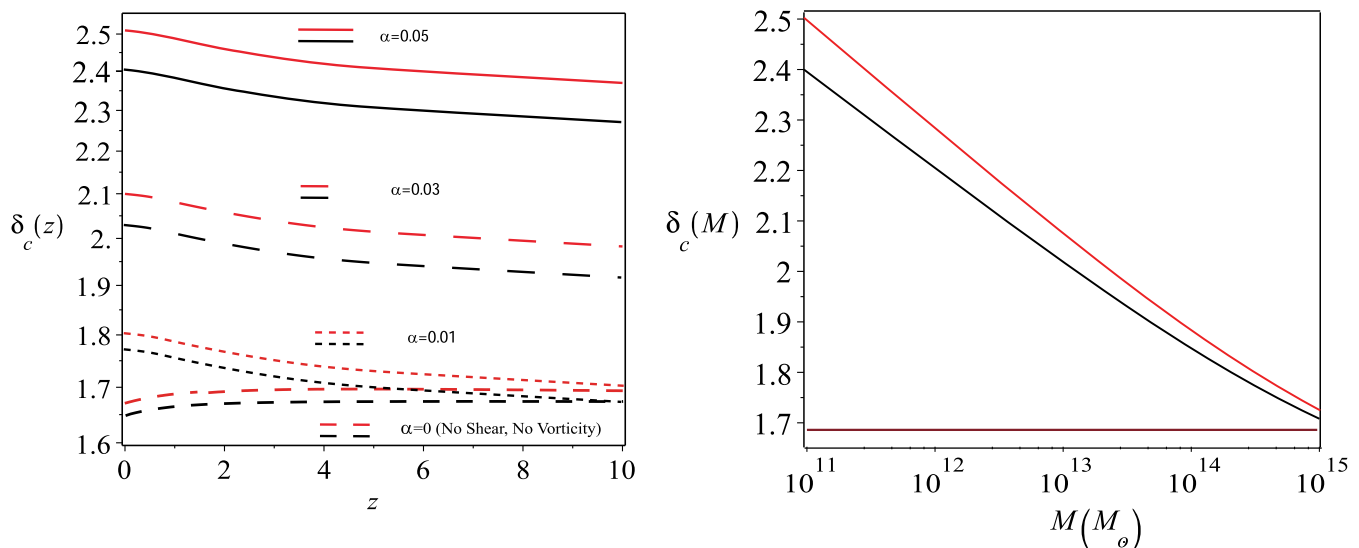 2.5
α=0.05
2.4
2.3
2.2
2.1
α=0.03
δc(z)
2
1.9
1.8
α=0.01
1.7
α=0 (No Shear, No Vorticity)
1.6
0 2 4 6 8 10
z
2.5
2.4
2.3
2.2
2.1
δc(M)
2
1.9
1.8
1.7
10^11 10^12 10^13 10^14 10^15
M(M⊙)